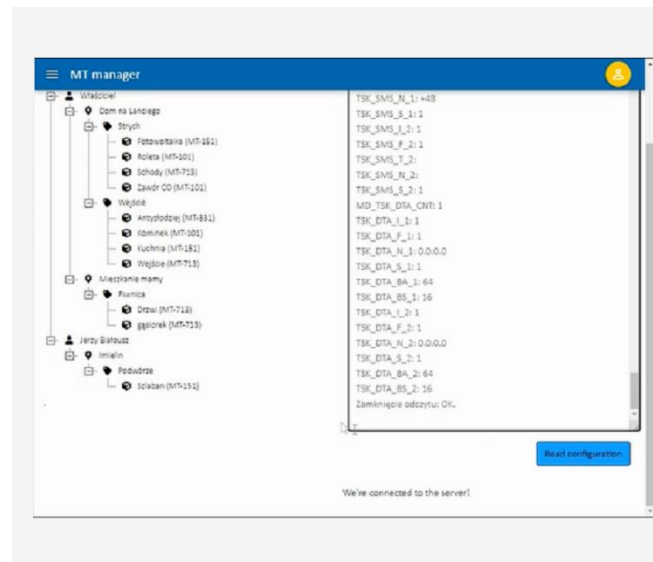 MT manager
Właściciel
Dom na Lanciego
Strych
Fotowoltaika (MT-151)
Roleta (MT-101)
Schody (MT-713)
Zawór CO (MT-101)
Wejście
Antyzłodziej (MT-331)
Kominek (MT-101)
Kuchnia (MT-151)
Wejście (MT-713)
Mieszkanie mamy
Piwnica
Drzwi (MT-713)
gąsiorek (MT-713)
Jerzy Białousz
Imielin
Podwórze
Szlaban (MT-151)
TSK_SMS_N_1: +48
TSK_SMS_S_1: 1
TSK_SMS_I_2: 1
TSK_SMS_F_2: 1
TSK_SMS_T_2:
TSK_SMS_N_2:
TSK_SMS_S_2: 1
MD_TSK_DTA_CNT: 1
TSK_DTA_I_1: 1
TSK_DTA_F_1: 1
TSK_DTA_N_1: 0.0.0.0
TSK_DTA_S_1: 1
TSK_DTA_BA_1: 64
TSK_DTA_BS_1: 16
TSK_DTA_I_2: 1
TSK_DTA_F_2: 1
TSK_DTA_N_2: 0.0.0.0
TSK_DTA_S_2: 1
TSK_DTA_BA_2: 64
TSK_DTA_BS_2: 16
Zamknięcie odczytu: OK.
Read configuration
We're connected to the server!